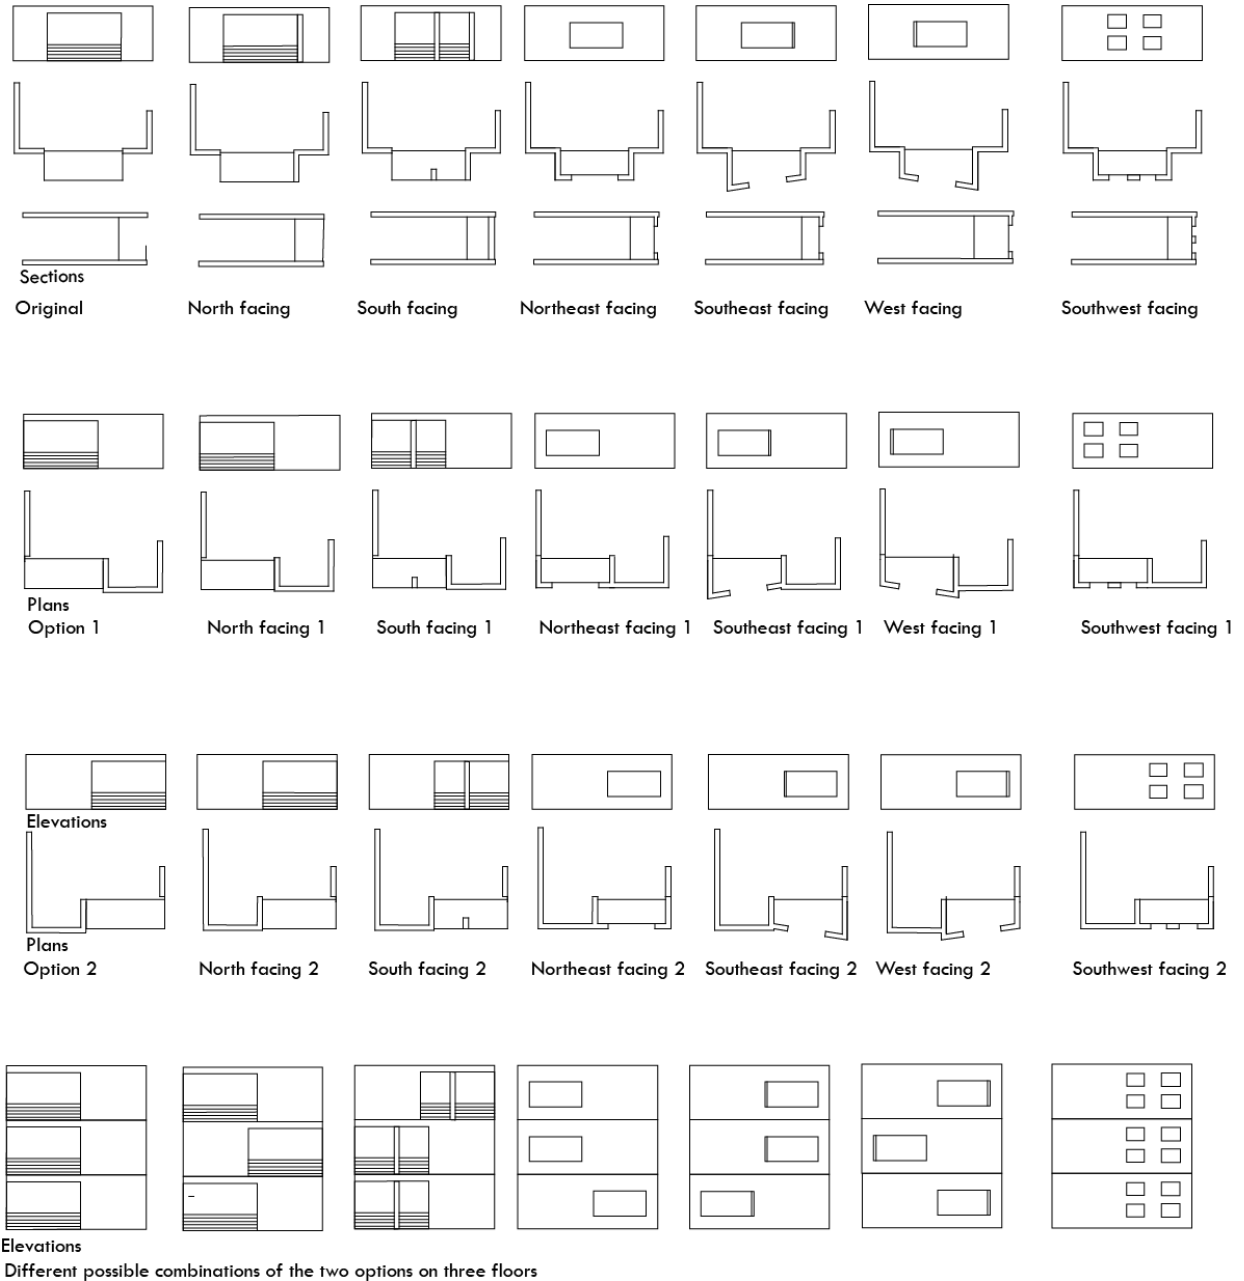 Sections
Original North facing South facing Northeast facing Southeast facing West facing Southwest facing
Plans
Option 1 North facing 1 South facing 1 Northeast facing 1 Southeast facing 1 West facing 1 Southwest facing 1
Elevations
Plans
Option 2 North facing 2 South facing 2 Northeast facing 2 Southeast facing 2 West facing 2 Southwest facing 2
Elevations
Different possible combinations of the two options on three floors